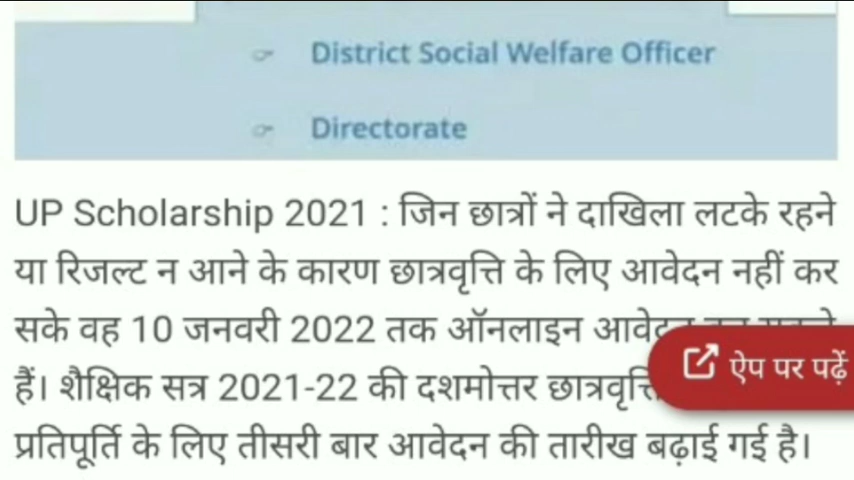 District Social Welfare Officer
Directorate
UP Scholarship 2021 : जिन छात्रों ने दाखिला लटके रहने
या रिजल्ट न आने के कारण छात्रवृत्ति के लिए आवेदन नहीं कर
सके वह 10 जनवरी 2022 तक ऑनलाइन
हैं। शैक्षिक सत्र 2021-22 की दशमोत्तर
ऐप पर पढ़ें
प्रतिपूर्ति के लिए तीसरी बार आवेदन की तारीख बढ़ाई गई है।